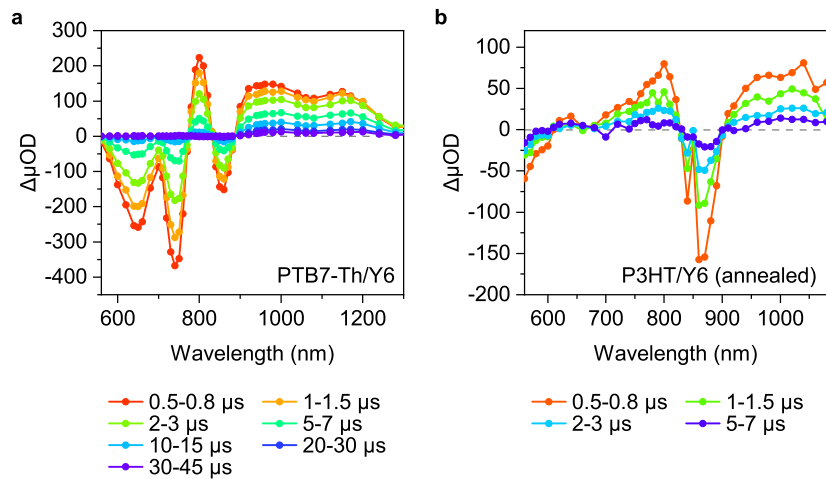 a
b
300
200
100
0
-100
-200
-300
-400
ΔµOD
PTB7-Th/Y6
600
800
1000
1200
Wavelength (nm)
100
50
0
-50
-100
-150
-200
ΔµOD
P3HT/Y6 (annealed)
600
700
800
900
1000
Wavelength (nm)
0.5-0.8 µs
1-1.5 µs
2-3 µs
5-7 µs
10-15 µs
20-30 µs
30-45 µs
0.5-0.8 µs
1-1.5 µs
2-3 µs
5-7 µs